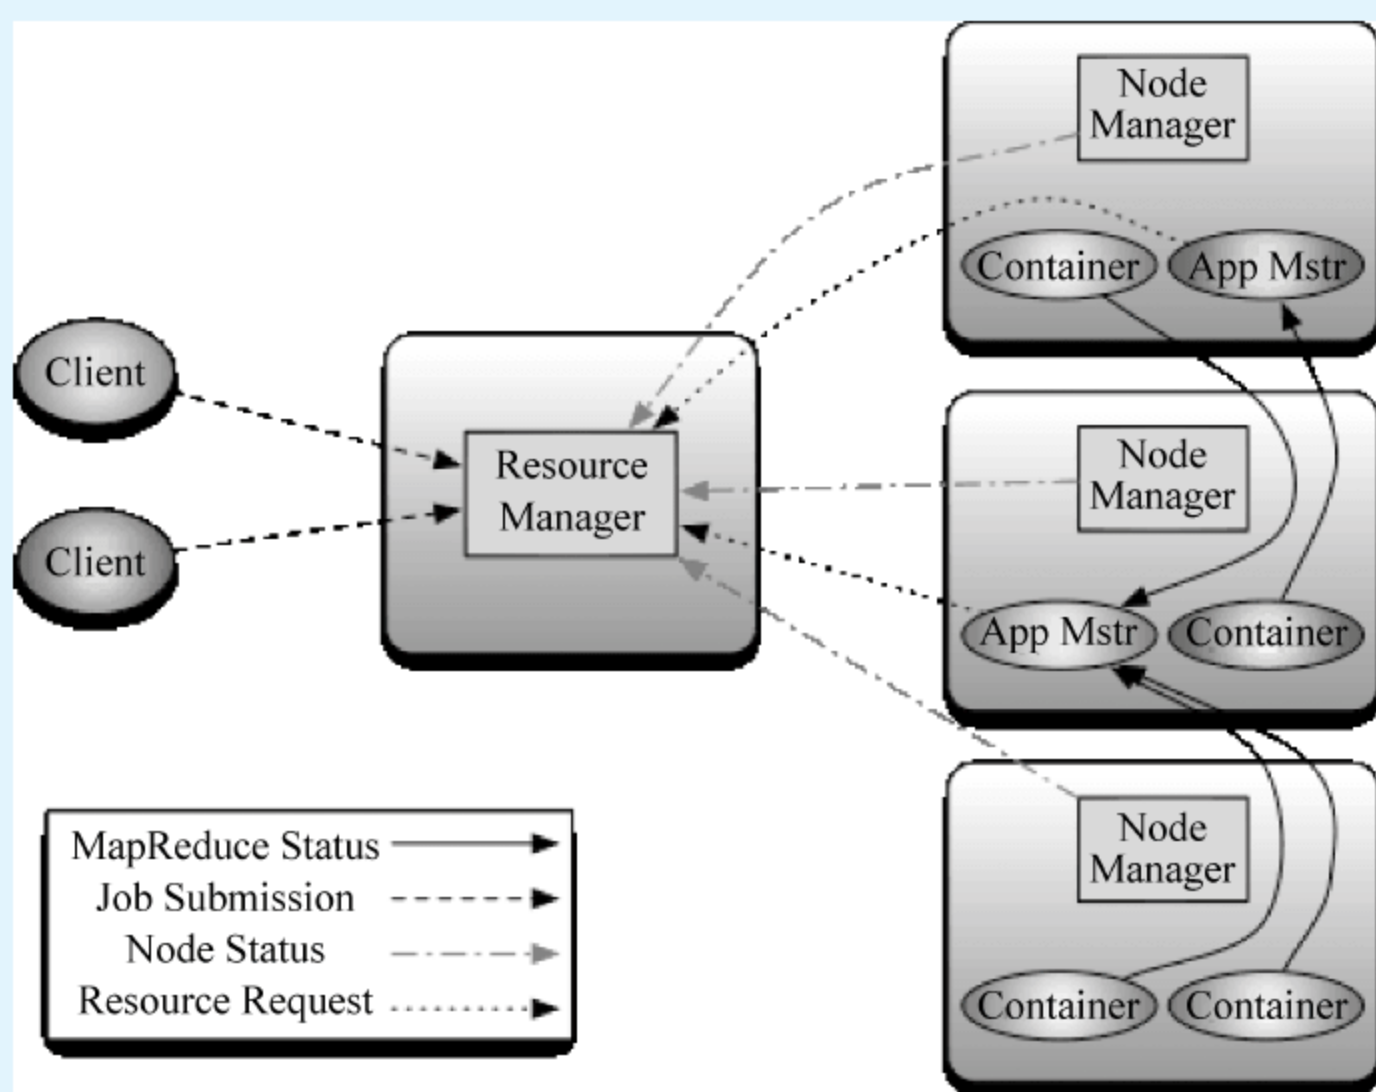 Node
Manager
Container
App Mstr
Client
Resource
Manager
Client
Node
Manager
App Mstr
Container
Node
Manager
Container
Container
MapReduce Status
Job Submission
Node Status
Resource Request